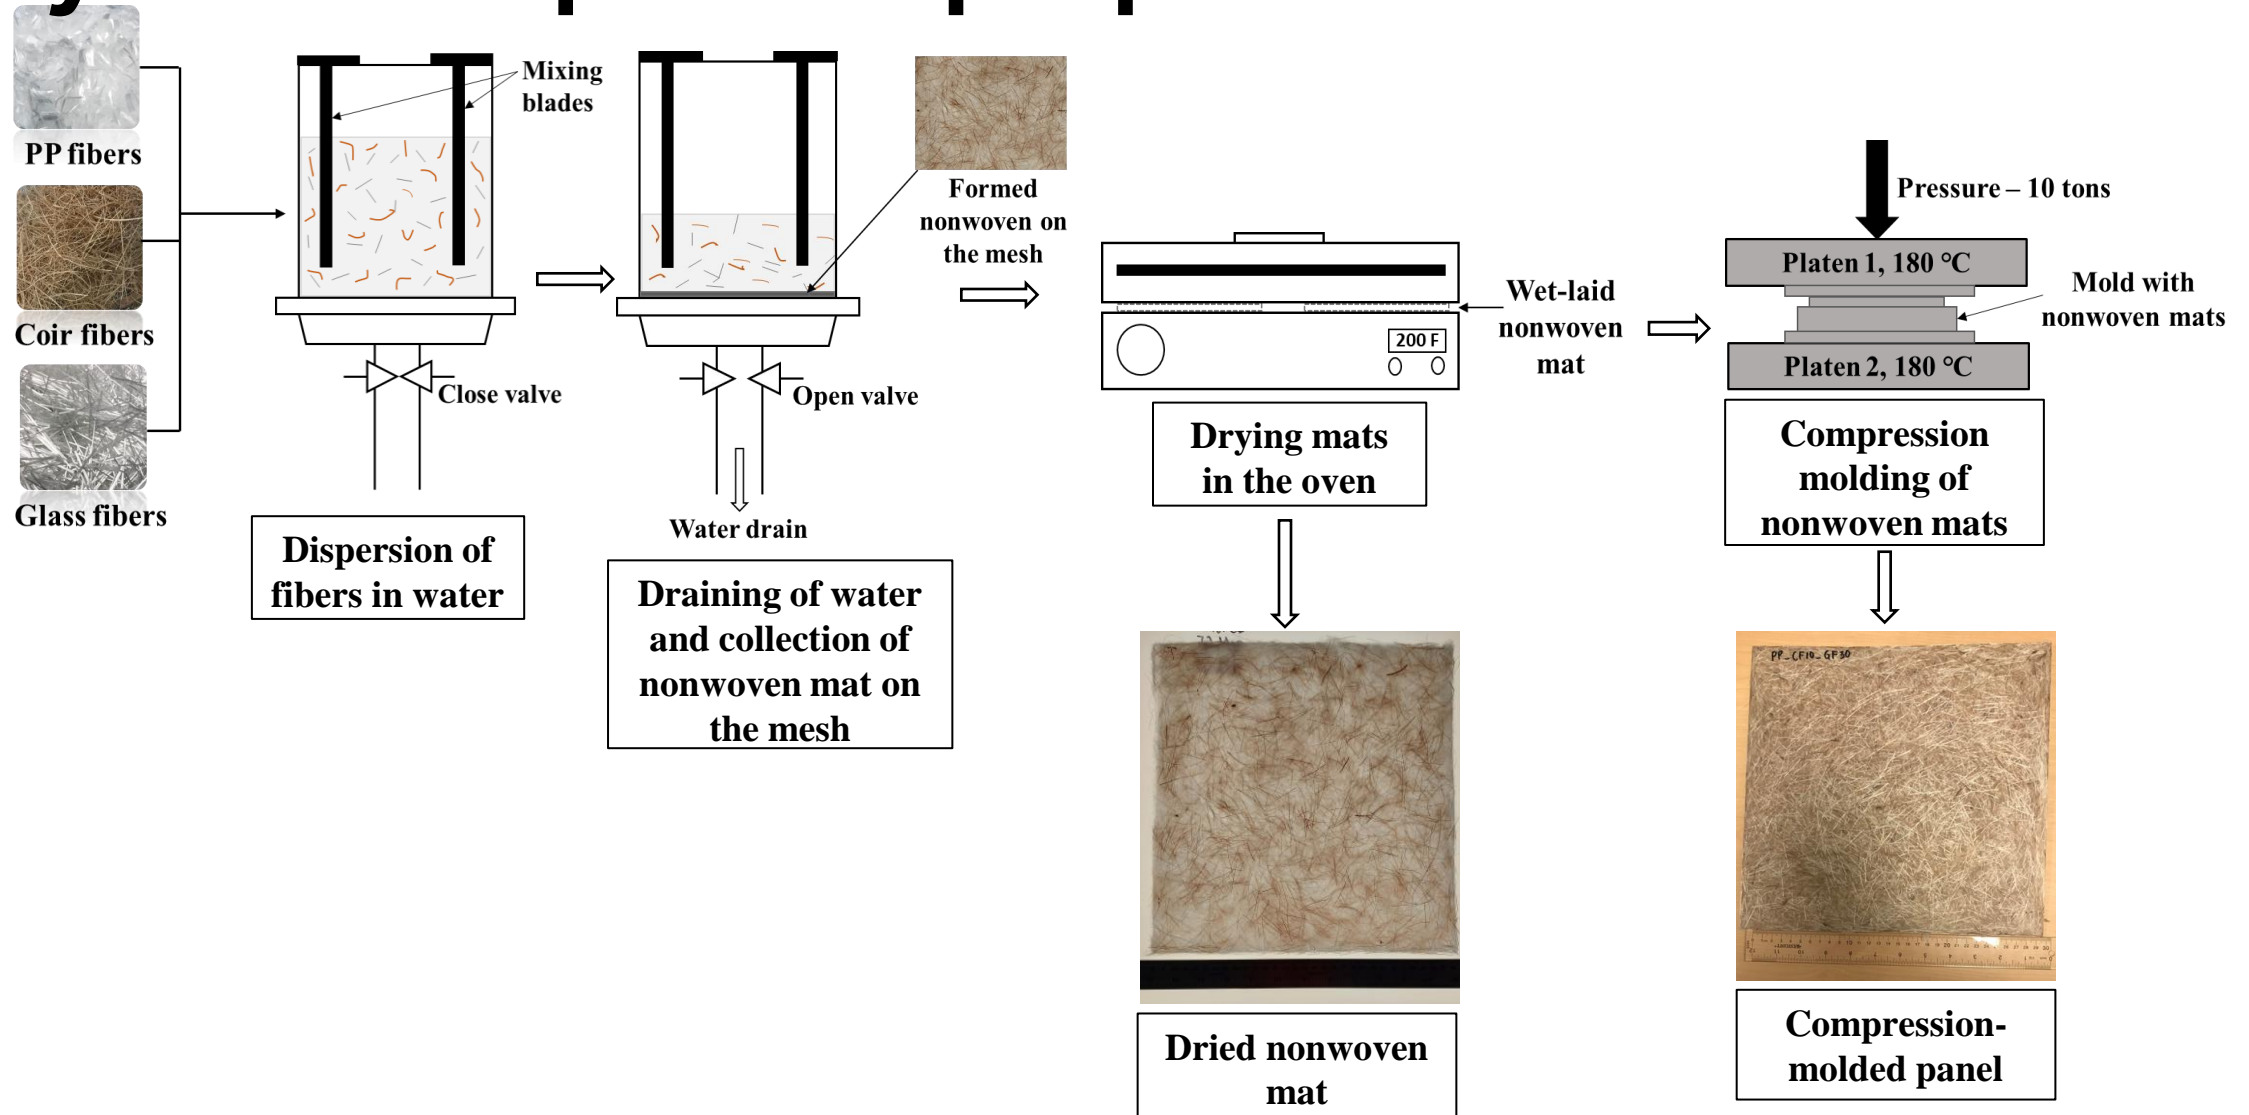 PP fibers
Coir fibers
Glass fibers
Mixing
blades
Close valve
Dispersion of
fibers in water
Open valve
Water drain
Draining of water
and collection of
nonwoven mat on
the mesh
Formed
nonwoven on
the mesh
200 F
Wet-laid
nonwoven
mat
Drying mats
in the oven
Dried nonwoven
mat
Pressure – 10 tons
Platen 1, 180 °C
Mold with
nonwoven mats
Platen 2, 180 °C
Compression
molding of
nonwoven mats
PP_CF10_GF30
Compression-
molded panel